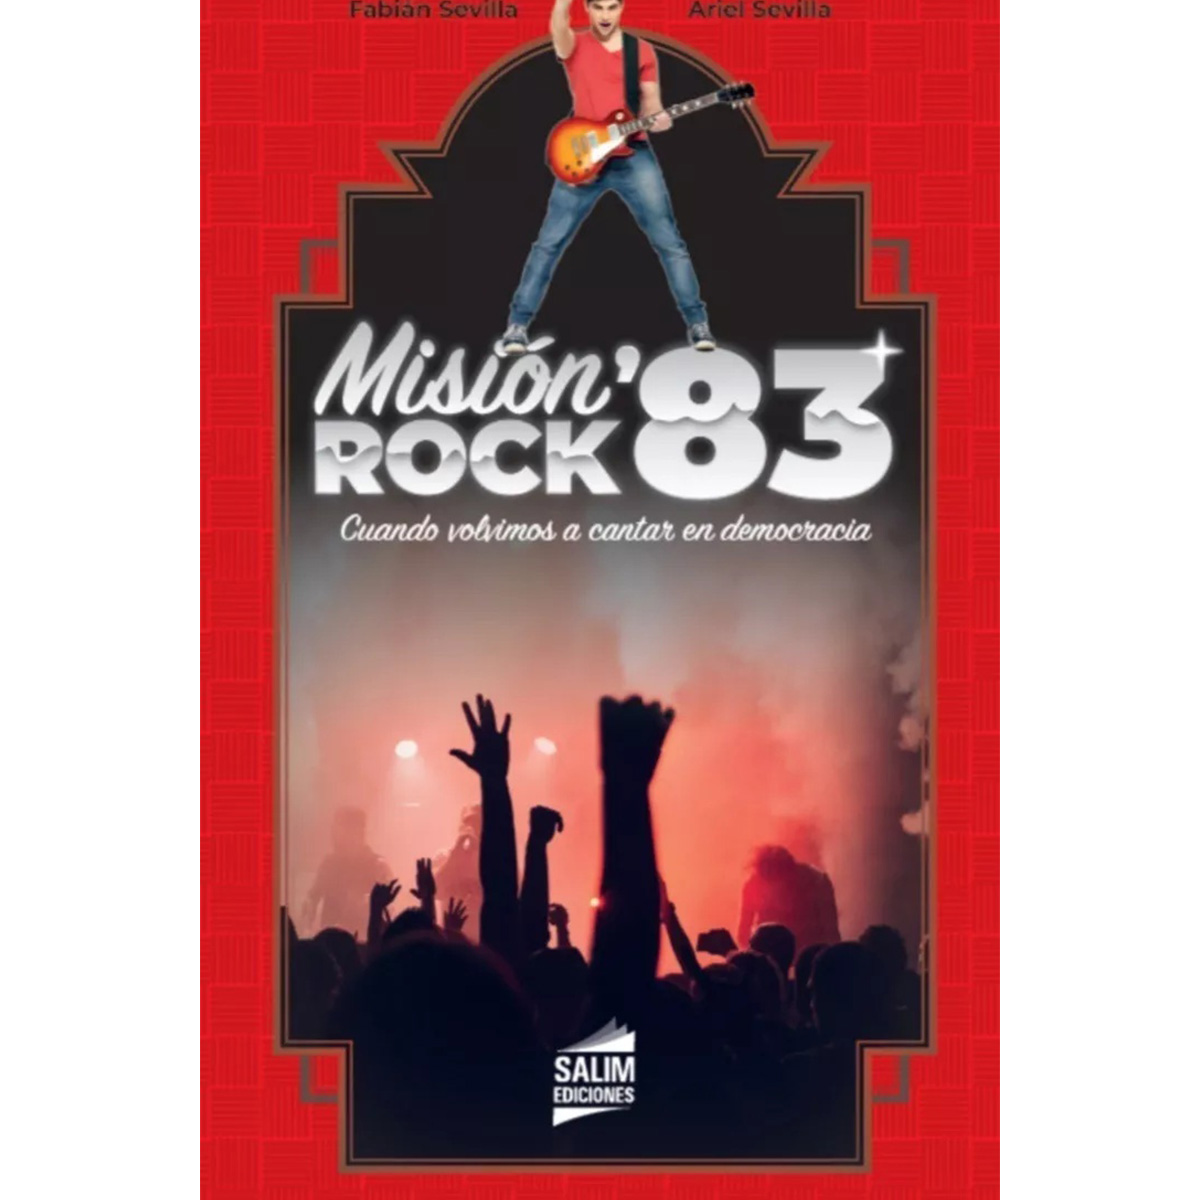 Fabián Sevilla Ariel Sevilla
Misión '83
ROCK
Cuando volvimos a cantar en democracia
SALIM
EDICIONES